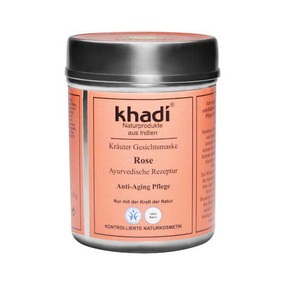 khadi®
Naturprodukte
aus Indien
Kräuter Gesichtsmaske
Rose
Ayurvedische Rezeptur
Anti-Aging Pflege
Nur mit der Kraft der Natur
KONTROLLIERTE NATURKOSMETIK